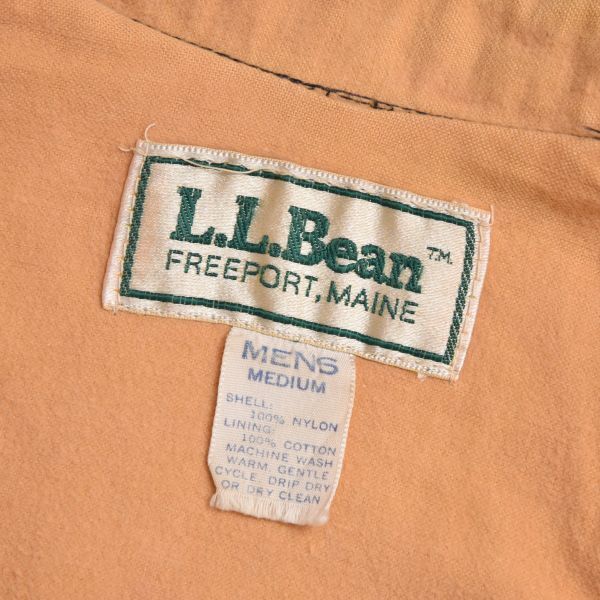 L.L.Bean T.M.
FREEPORT, MAINE
MENS
MEDIUM
SHELL:
100% NYLON
LINING:
100% COTTON
MACHINE WASH
WARM, GENTLE
CYCLE, DRIP DRY
OR DRY CLEAN